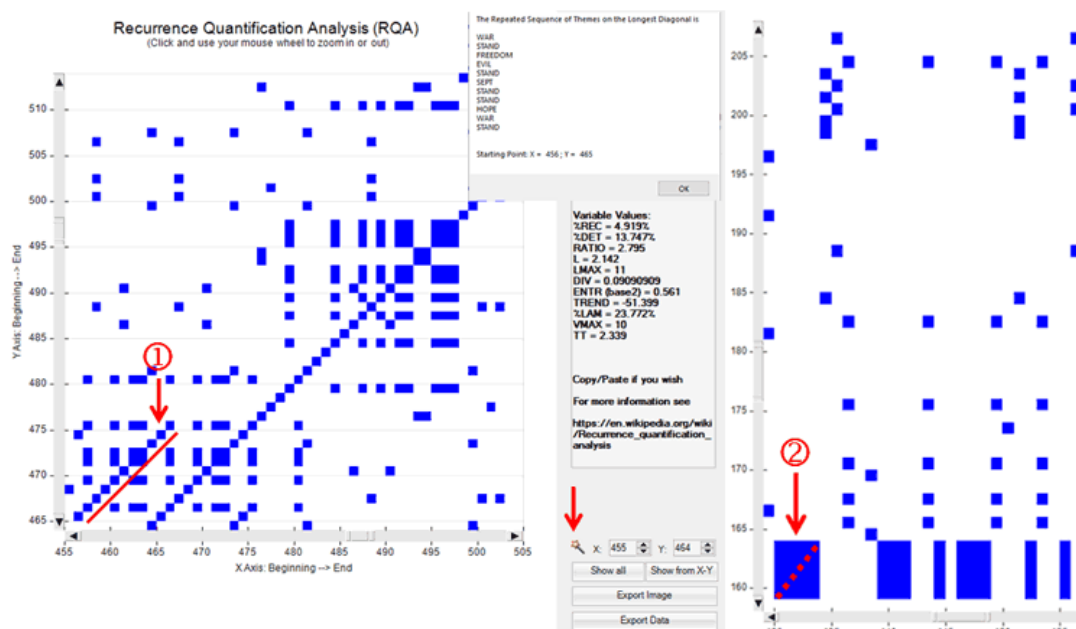 Recurrence Quantification Analysis (RQA)
(Click and use your mouse wheel to zoom in or out)
Y Axis: Beginning --> End
510
505
500
495
490
485
480
475
470
465
①
455
460
465
470
475
480
485
490
495
500
505
X Axis: Beginning --> End
The Repeated Sequence of Themes on the Longest Diagonal is
WAR
STAND
FREEDOM
EVIL
STAND
SEPT
STAND
STAND
HOPE
WAR
STAND
Starting Point: X = 456 ; Y = 465
OK
Variable Values:
%REC = 4.919%
%DET = 13.747%
RATIO = 2.795
L = 2.142
LMAX = 11
DIV = 0.09090909
ENTR (base2) = 0.561
TREND = -51.399
%LAM = 23.772%
VMAX = 10
TT = 2.339
Copy/Paste if you wish
For more information see
https://en.wikipedia.org/wiki
/Recurrence_quantification_
analysis
X: 455 Y: 464
Show all Show from X-Y
Export Image
Export Data
205
200
195
190
185
180
175
170
165
160
②